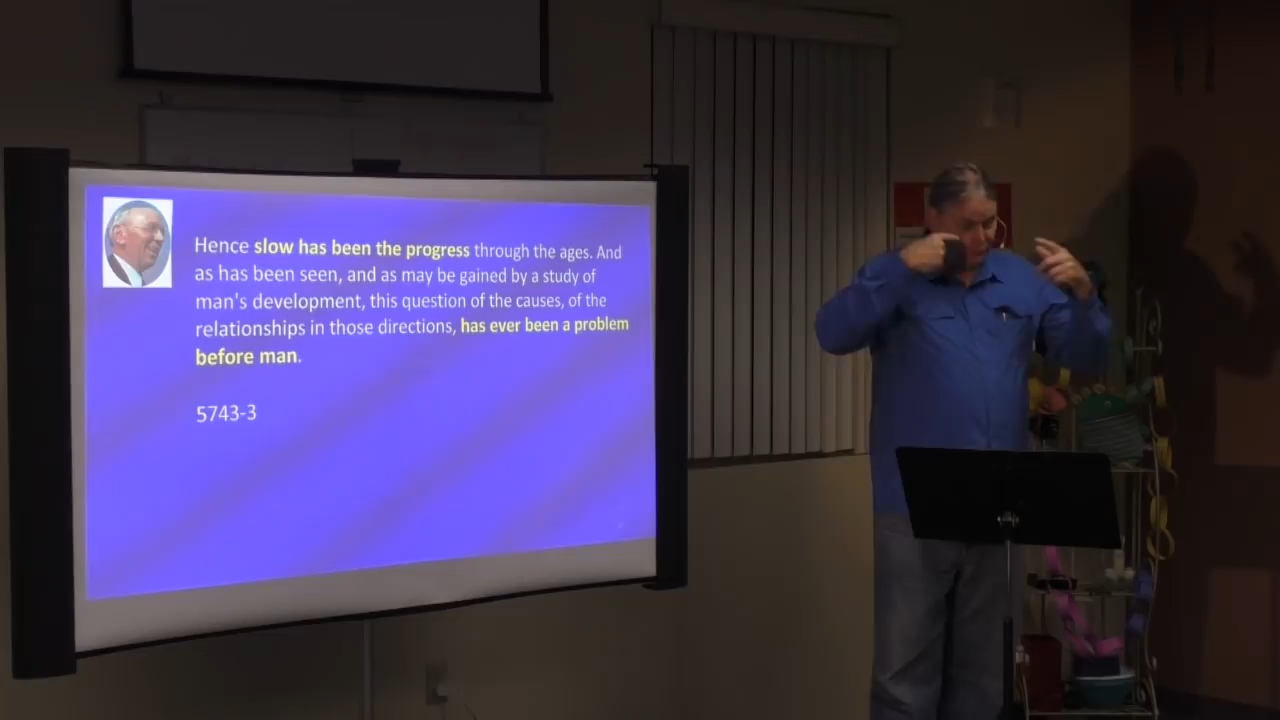 Hence slow has been the progress through the ages. And
as has been seen, and as may be gained by a study of
man's development, this question of the causes, of the
relationships in those directions, has ever been a problem
before man.
5743-3